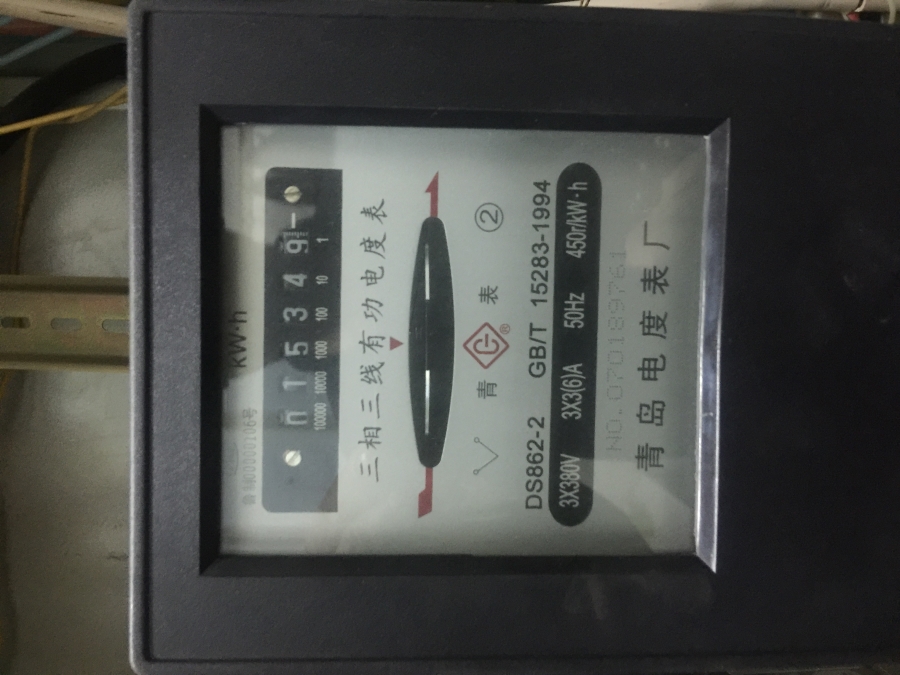 kW·h
0 1 5 3 4 9
100000 10000 1000 100 10 1
三相三线有功电度表
青 G® 表 ②
DS862-2 GB/T 15283-1994
3X380V 3X3(6)A 50Hz 450r/kW·h
NO.070189761
青岛电度表厂